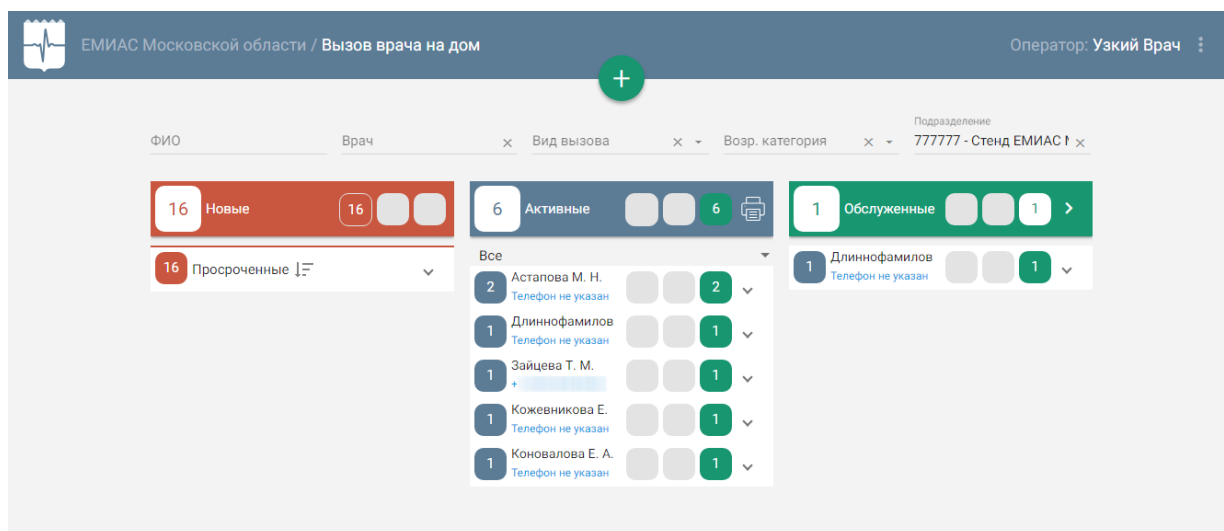 ЕМИАС Московской области / Вызов врача на дом
Оператор: Узкий Врач
+
ФИО
Врач
Вид вызова
Возр. категория
Подразделение
777777 - Стенд ЕМИАС М
16 Новые 16
6 Активные 6
1 Обслуженные 1
16 Просроченные
Все
2 Астапова М. Н. 2
Телефон не указан
1 Длиннофамилов 1
Телефон не указан
1 Зайцева Т. М. 1
+
1 Кожевникова Е. 1
Телефон не указан
1 Коновалова Е. А. 1
Телефон не указан
1 Длиннофамилов 1
Телефон не указан